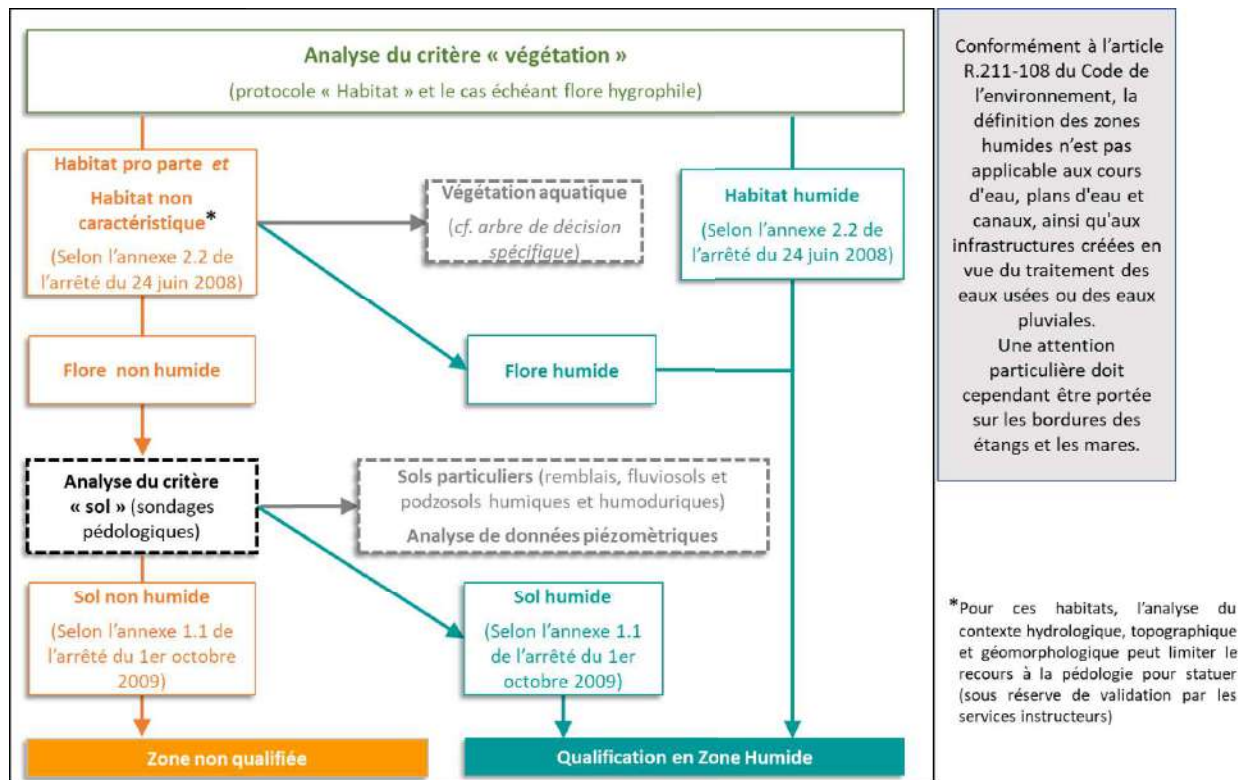 Analyse du critère « végétation »
(protocole « Habitat » et le cas échéant flore hygrophile)
Habitat pro parte et
Habitat non
caractéristique*
(Selon l'annexe 2.2 de
l'arrêté du 24 juin 2008)
Végétation aquatique
(cf. arbre de décision
spécifique)
Habitat humide
(Selon l'annexe 2.2 de
l'arrêté du 24 juin 2008)
Flore non humide
Flore humide
Analyse du critère
« sol » (sondages
pédologiques)
Sols particuliers (remblais, fluviosols et
podzosols humiques et humoduriques)
Analyse de données piézomètriques
Sol non humide
(Selon l'annexe 1.1 de
l'arrêté du 1er octobre
2009)
Sol humide
(Selon l'annexe 1.1
de l'arrêté du 1er
octobre 2009)
Zone non qualifiée
Qualification en Zone Humide
Conformément à l'article
R.211-108 du Code de
l'environnement, la
définition des zones
humides n'est pas
applicable aux cours
d'eau, plans d'eau et
canaux, ainsi qu'aux
infrastructures créées en
vue du traitement des
eaux usées ou des eaux
pluviales.
Une attention
particulière doit
cependant être portée
sur les bordures des
étangs et les mares.
*Pour ces habitats, l'analyse du
contexte hydrologique, topographique
et géomorphologique peut limiter le
recours à la pédologie pour statuer
(sous réserve de validation par les
services instructeurs)